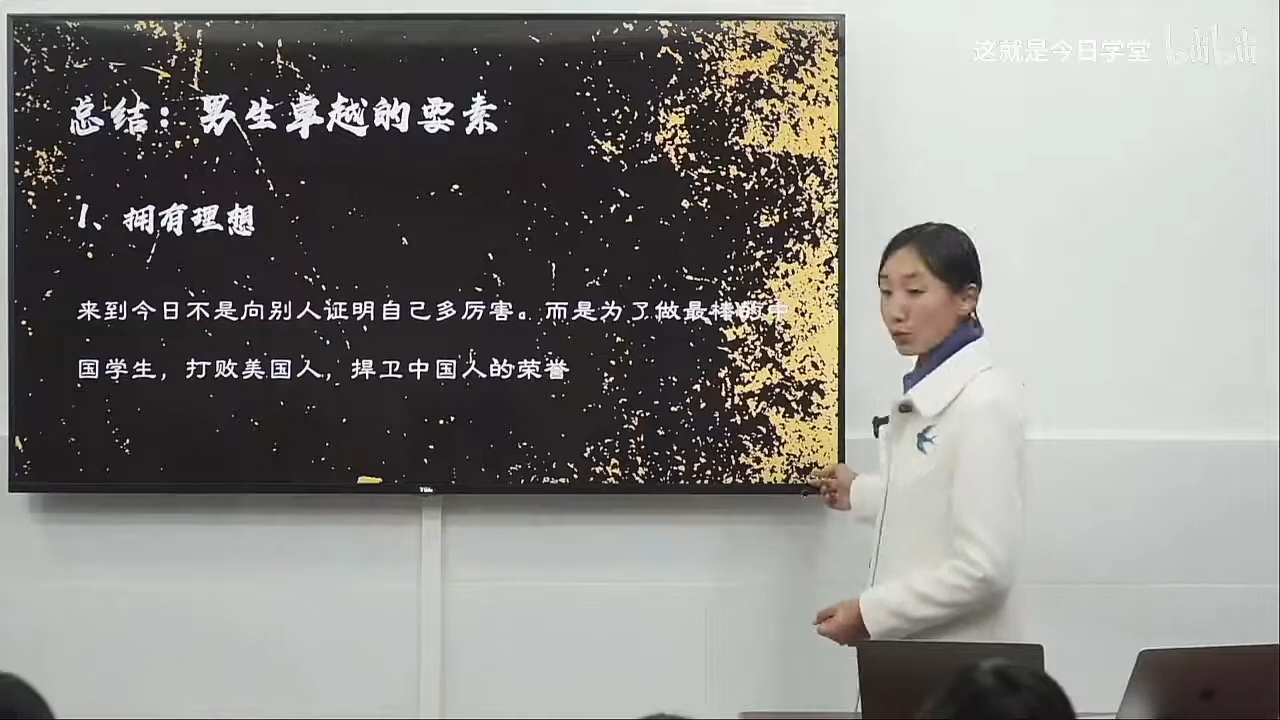 这就是今日学堂 bilibili
总结：男生卓越的要素
1、拥有理想
来到今日不是向别人证明自己多厉害。而是为了做最棒的中
国学生，打败美国人，捍卫中国人的荣誉
TCL